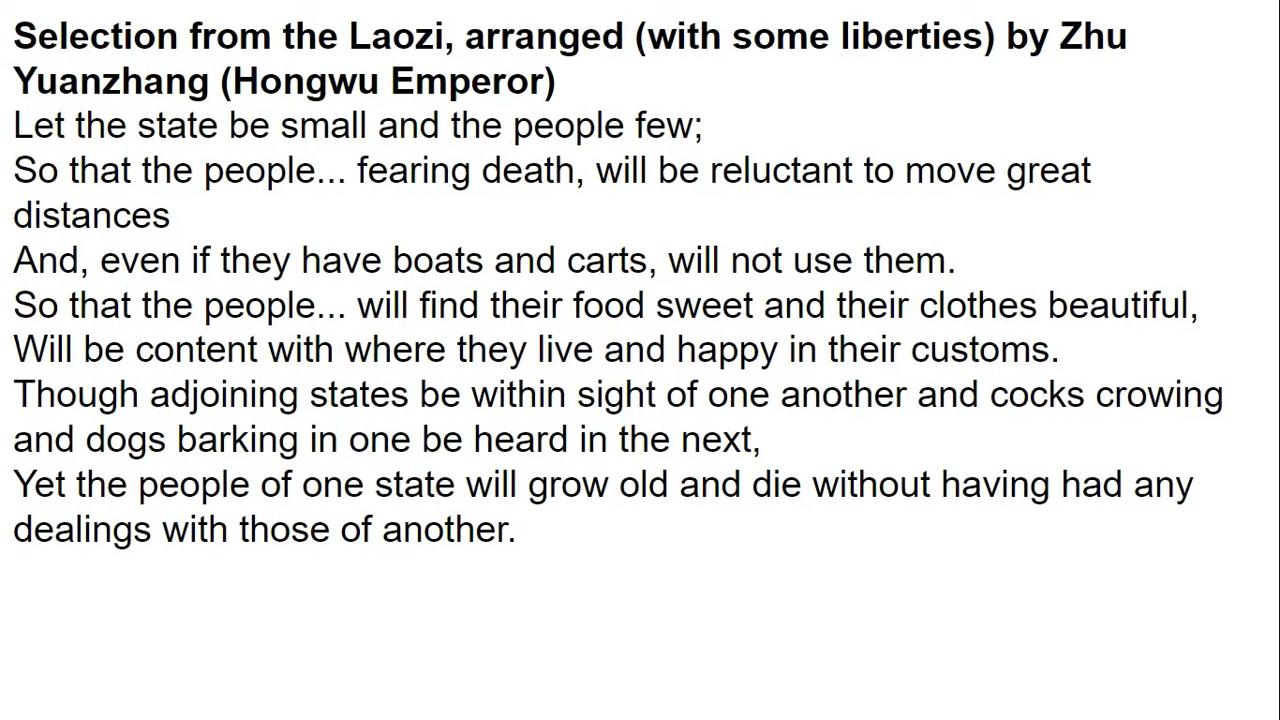 Selection from the Laozi, arranged (with some liberties) by Zhu
Yuanzhang (Hongwu Emperor)
Let the state be small and the people few;
So that the people... fearing death, will be reluctant to move great
distances
And, even if they have boats and carts, will not use them.
So that the people... will find their food sweet and their clothes beautiful,
Will be content with where they live and happy in their customs.
Though adjoining states be within sight of one another and cocks crowing
and dogs barking in one be heard in the next,
Yet the people of one state will grow old and die without having had any
dealings with those of another.